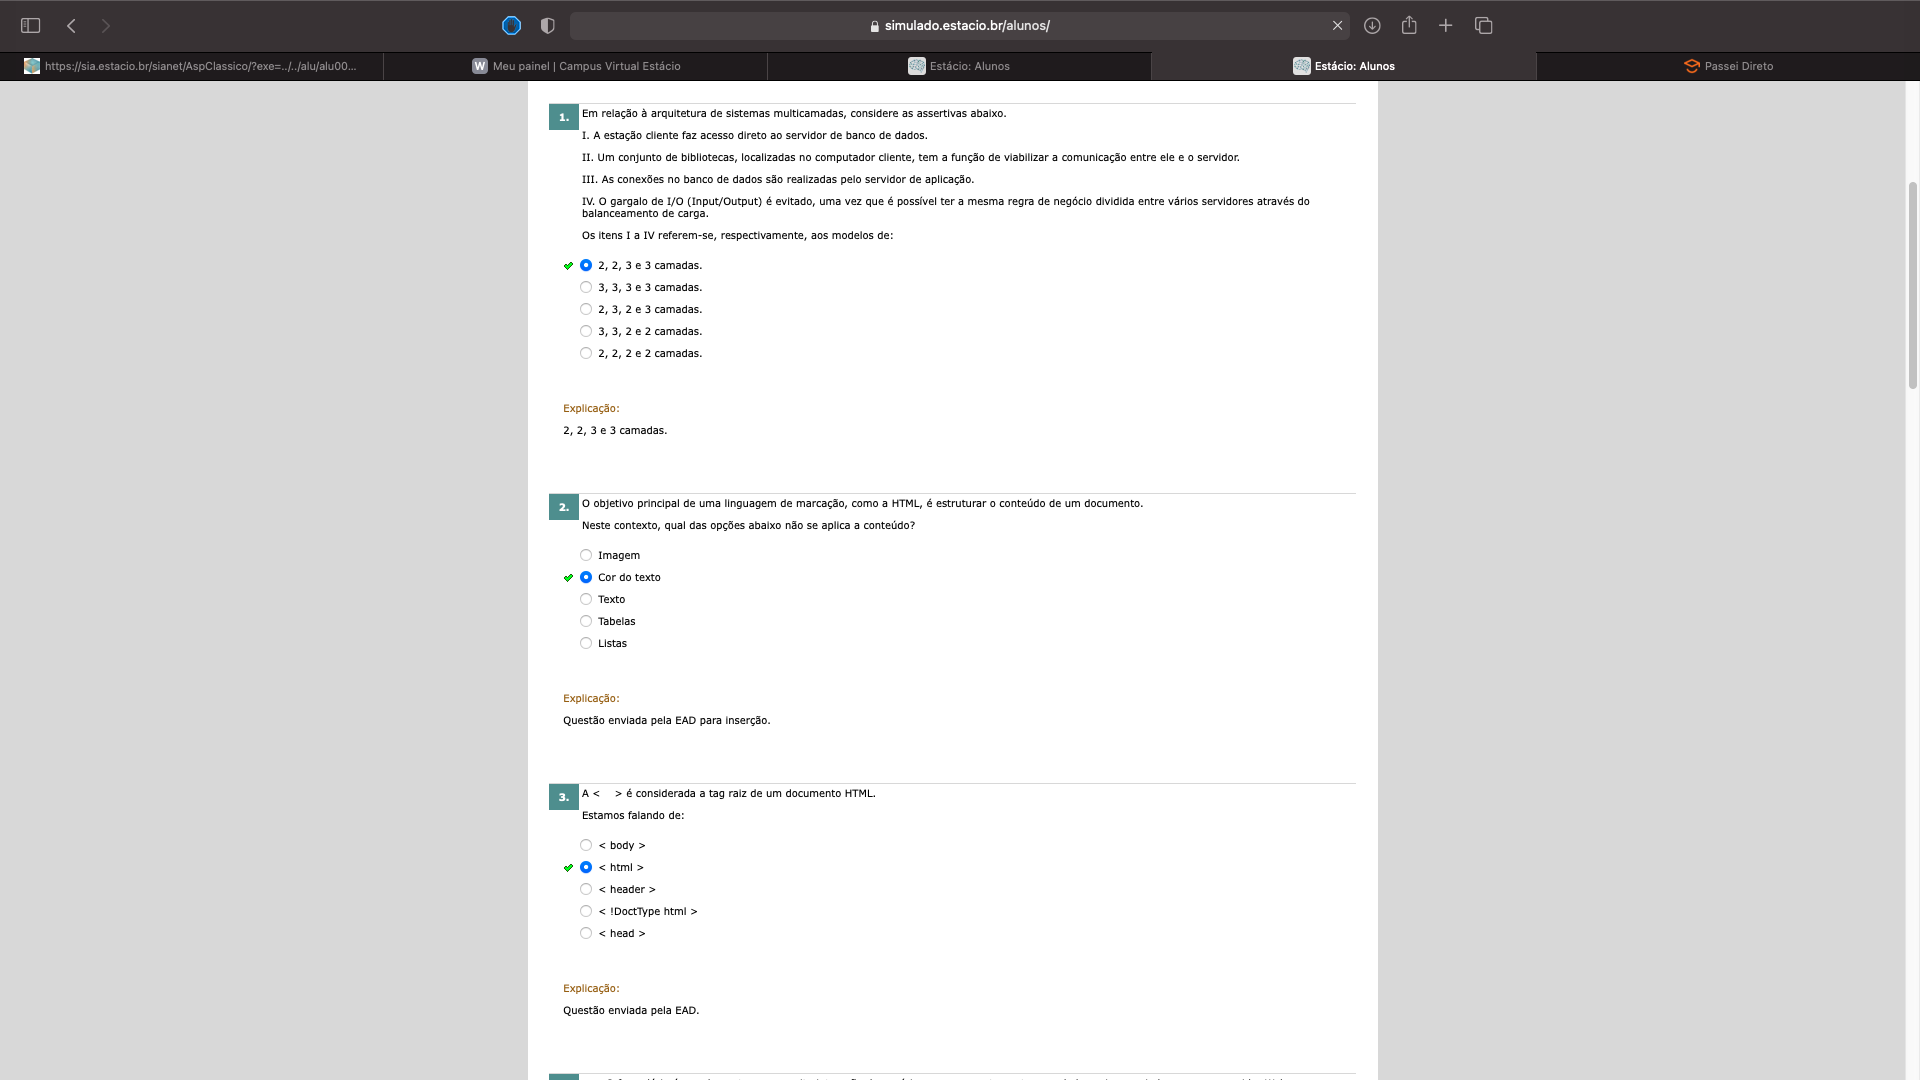 simulado.estacio.br/alunos/
https://sia.estacio.br/sianet/AspClassico/?exe=../../alu/alu00...
W Meu painel | Campus Virtual Estácio
Estácio: Alunos
Estácio: Alunos
Passei Direto
1. Em relação à arquitetura de sistemas multicamadas, considere as assertivas abaixo.
I. A estação cliente faz acesso direto ao servidor de banco de dados.
II. Um conjunto de bibliotecas, localizadas no computador cliente, tem a função de viabilizar a comunicação entre ele e o servidor.
III. As conexões no banco de dados são realizadas pelo servidor de aplicação.
IV. O gargalo de I/O (Input/Output) é evitado, uma vez que é possível ter a mesma regra de negócio dividida entre vários servidores através do
balanceamento de carga.
Os itens I a IV referem-se, respectivamente, aos modelos de:
2, 2, 3 e 3 camadas.
3, 3, 3 e 3 camadas.
2, 3, 2 e 3 camadas.
3, 3, 2 e 2 camadas.
2, 2, 2 e 2 camadas.
Explicação:
2, 2, 3 e 3 camadas.
2. O objetivo principal de uma linguagem de marcação, como a HTML, é estruturar o conteúdo de um documento.
Neste contexto, qual das opções abaixo não se aplica a conteúdo?
Imagem
Cor do texto
Texto
Tabelas
Listas
Explicação:
Questão enviada pela EAD para inserção.
3. A < > é considerada a tag raiz de um documento HTML.
Estamos falando de:
< body >
< html >
< header >
< !DoctType html >
< head >
Explicação:
Questão enviada pela EAD.